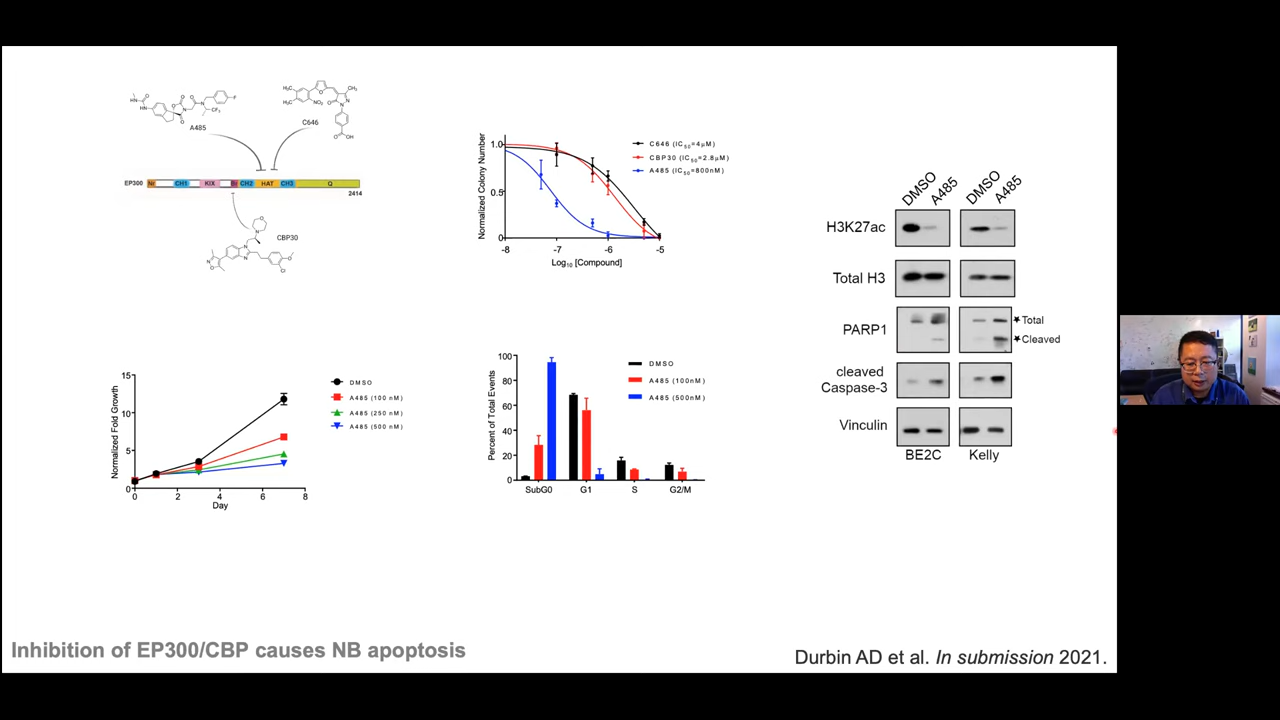 A485
C646
EP300
CH1
KIX
CH2
HAT
CH3
Q
2414
CBP30
Normalized Colony Number
1.0
0.5
0
-8
-7
-6
-5
Log10 [Compound]
C646 (IC50=4µM)
CBP30 (IC50=2.8µM)
A485 (IC50=800nM)
Normalized Fold Growth
15
10
5
0
0
2
4
6
8
Day
DMSO
A485 (100 nM)
A485 (250 nM)
A485 (500 nM)
Percent of Total Events
100
80
60
40
20
0
SubG0
G1
S
G2/M
DMSO
A485 (100nM)
A485 (500nM)
DMSO
A485
DMSO
A485
H3K27ac
Total H3
PARP1
Total
Cleaved
cleaved
Caspase-3
Vinculin
BE2C
Kelly
Inhibition of EP300/CBP causes NB apoptosis
Durbin AD et al. In submission 2021.